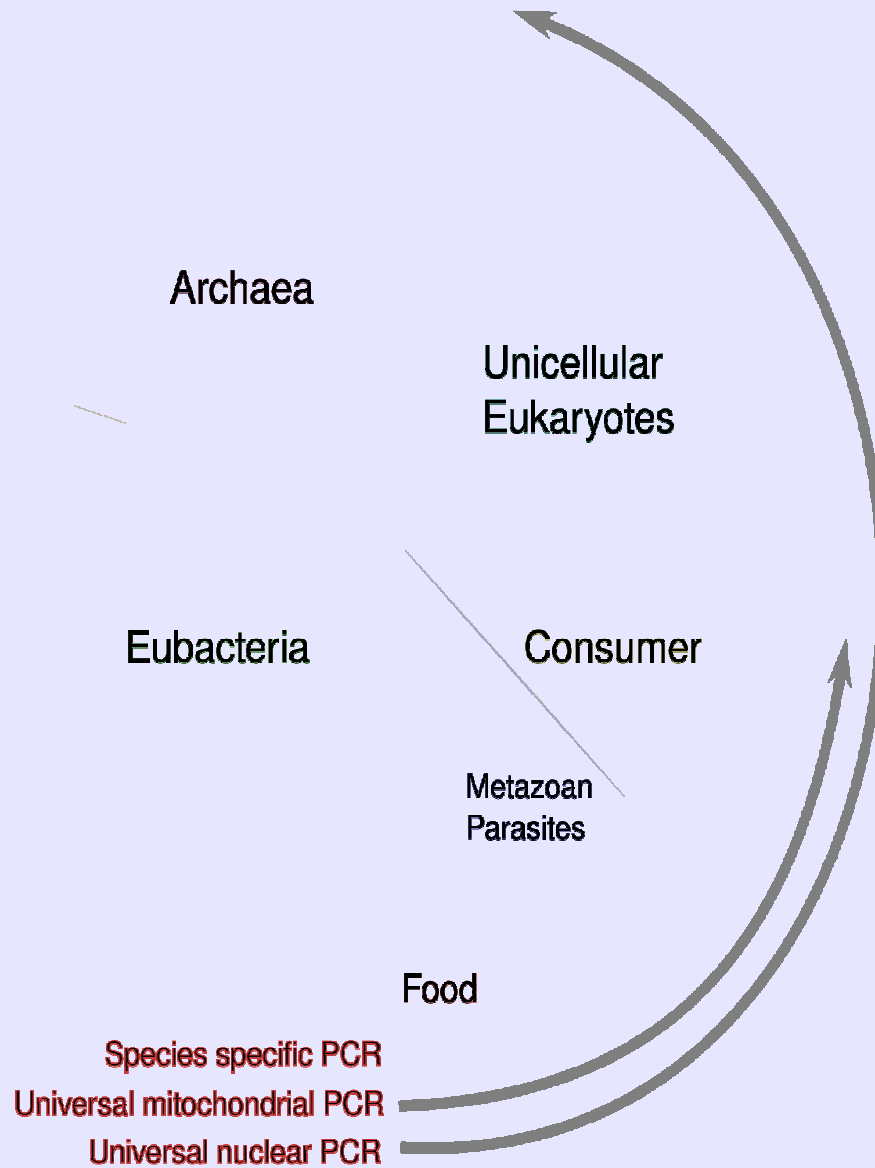 Archaea
Unicellular
Eukaryotes
Eubacteria
Consumer
Metazoan
Parasites
Food
Species specific PCR
Universal mitochondrial PCR
Universal nuclear PCR